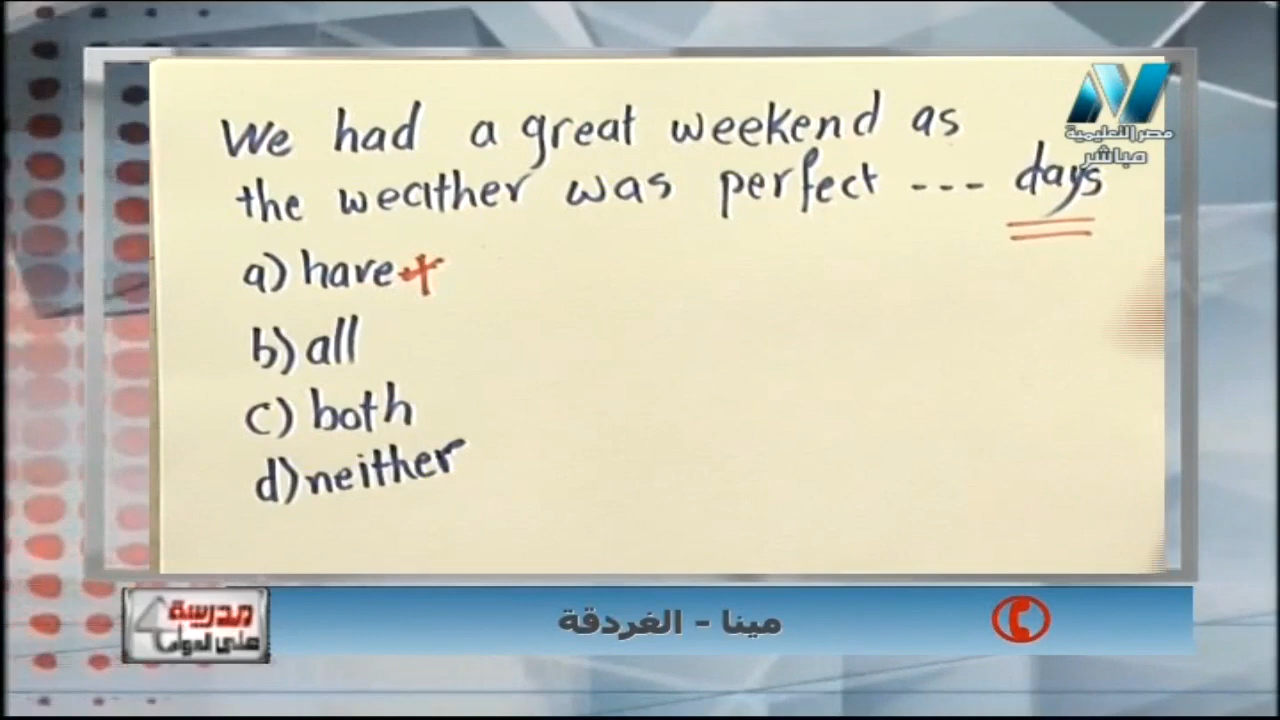 We had a great weekend as
the weather was perfect --- days
a) have
b) all
c) both
d) neither
مصر التعليمية
مباشر
مدرسة
على الهواء
مينا - الغردقة